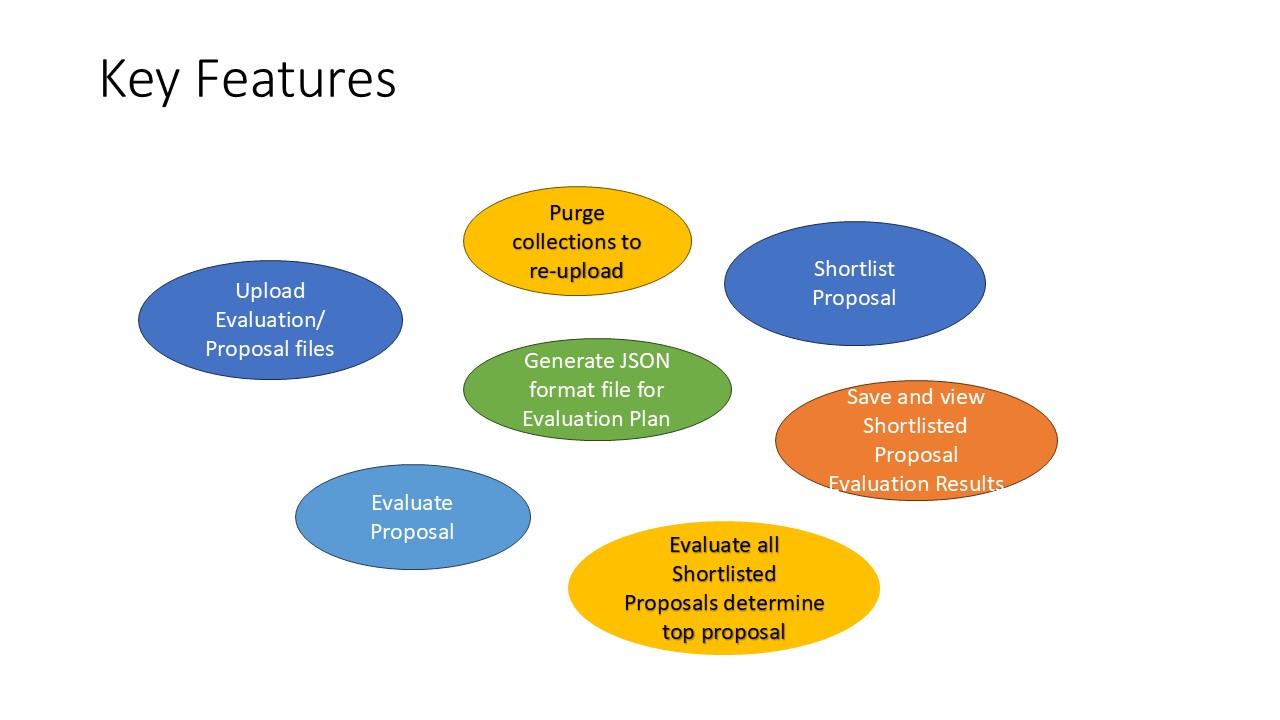 Key Features
Purge
collections to
re-upload
Shortlist
Proposal
Upload
Evaluation/
Proposal files
Generate JSON
format file for
Evaluation Plan
Save and view
Shortlisted
Proposal
Evaluation Results
Evaluate
Proposal
Evaluate all
Shortlisted
Proposals determine
top proposal